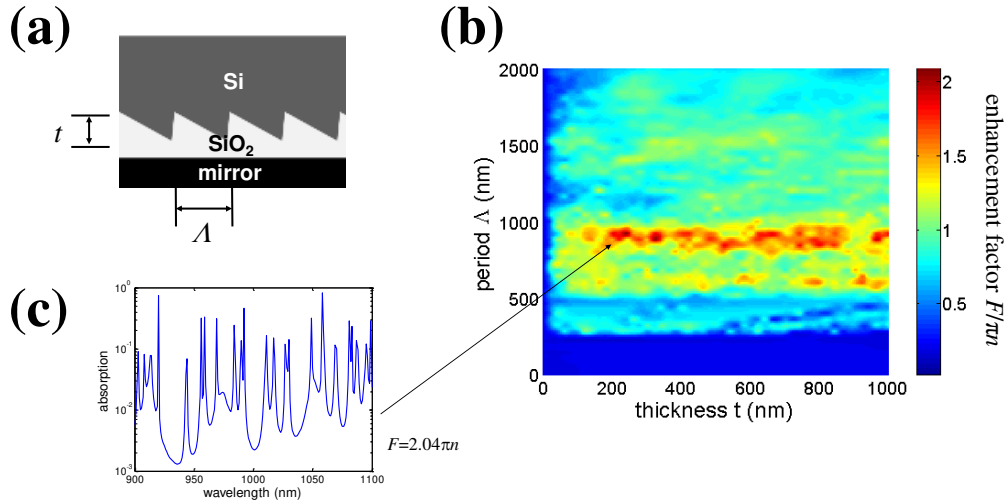 (a)
Si
t
SiO2
mirror
Λ
(b)
2000
1500
1000
500
0
period Λ (nm)
0 200 400 600 800 1000
thickness t (nm)
2
1.5
1
0.5
enhancement factor F/πn
(c)
10^0
10^-1
10^-2
10^-3
absorption
900 950 1000 1050 1100
wavelength (nm)
F=2.04πn